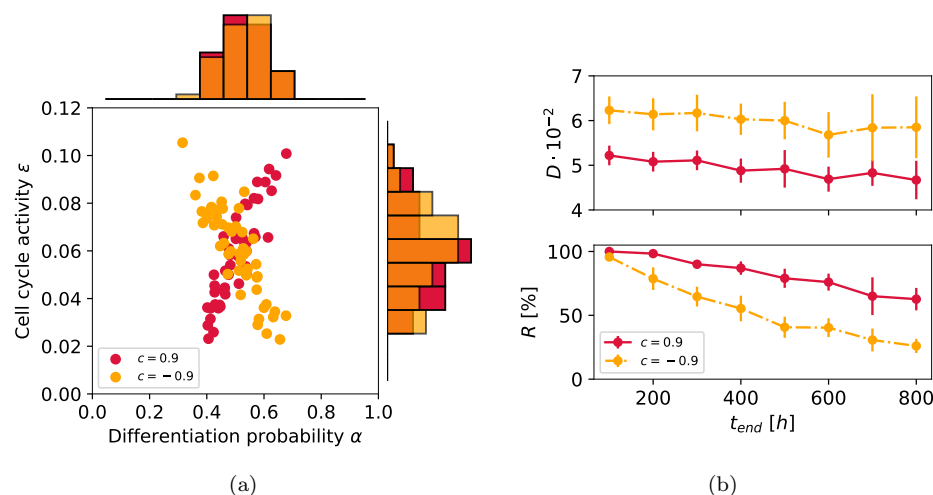 0.12
0.10
0.08
0.06
0.04
0.02
0.00
Cell cycle activity ε
c = 0.9
c = −0.9
0.0 0.2 0.4 0.6 0.8 1.0
Differentiation probability α
(a)
7
6
5
4
D · 10⁻²
100
50
0
R [%]
c = 0.9
c = −0.9
200 400 600 800
t_end [h]
(b)